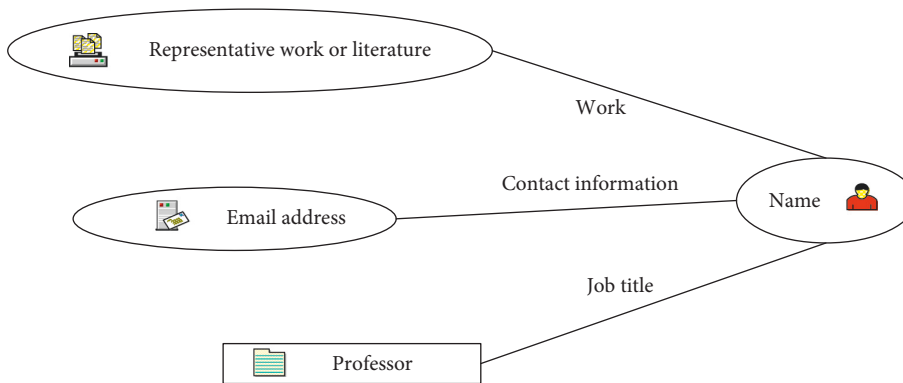 Representative work or literature
Work
Contact information
Name
Email address
Job title
Professor